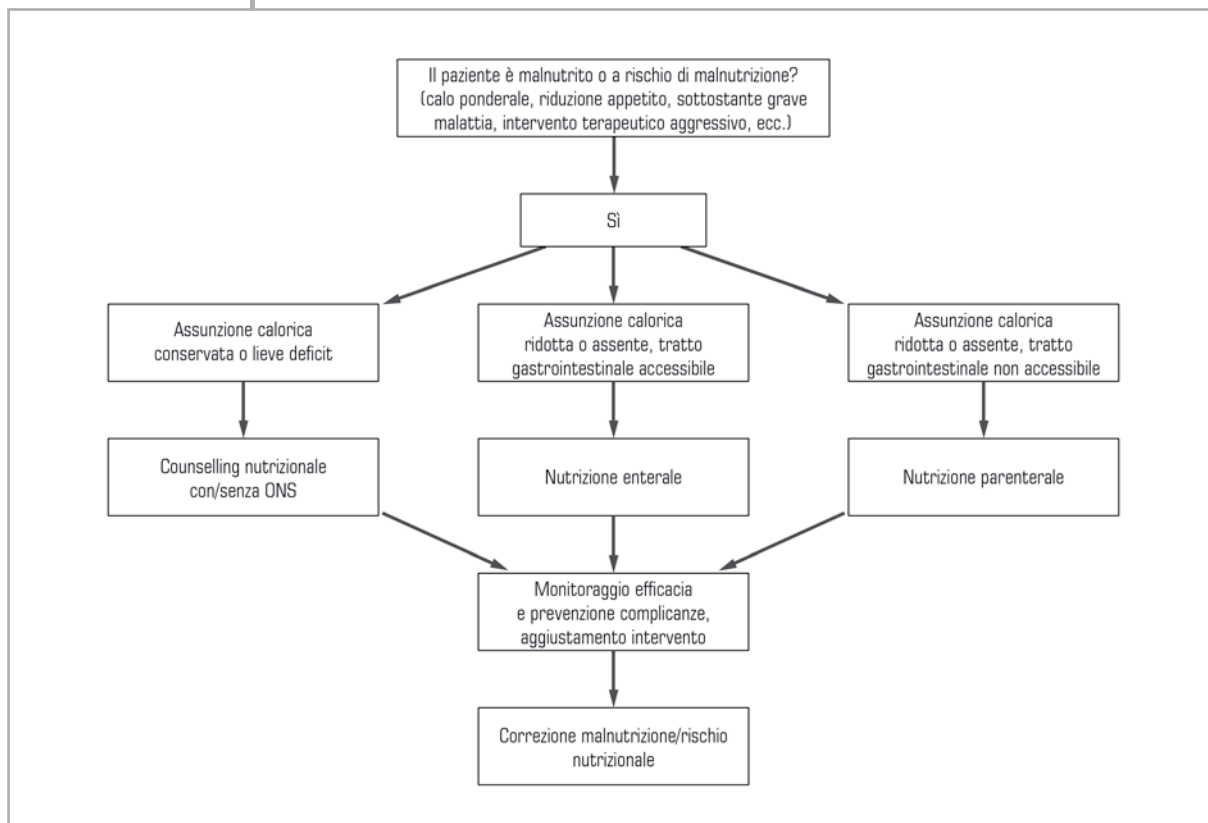 Il paziente è malnutrito o a rischio di malnutrizione?
(calo ponderale, riduzione appetito, sottostante grave
malattia, intervento terapeutico aggressivo, ecc.)
Sì
Assunzione calorica
conservata o lieve deficit
Assunzione calorica
ridotta o assente, tratto
gastrointestinale accessibile
Assunzione calorica
ridotta o assente, tratto
gastrointestinale non accessibile
Counselling nutrizionale
con/senza ONS
Nutrizione enterale
Nutrizione parenterale
Monitoraggio efficacia
e prevenzione complicanze,
aggiustamento intervento
Correzione malnutrizione/rischio
nutrizionale